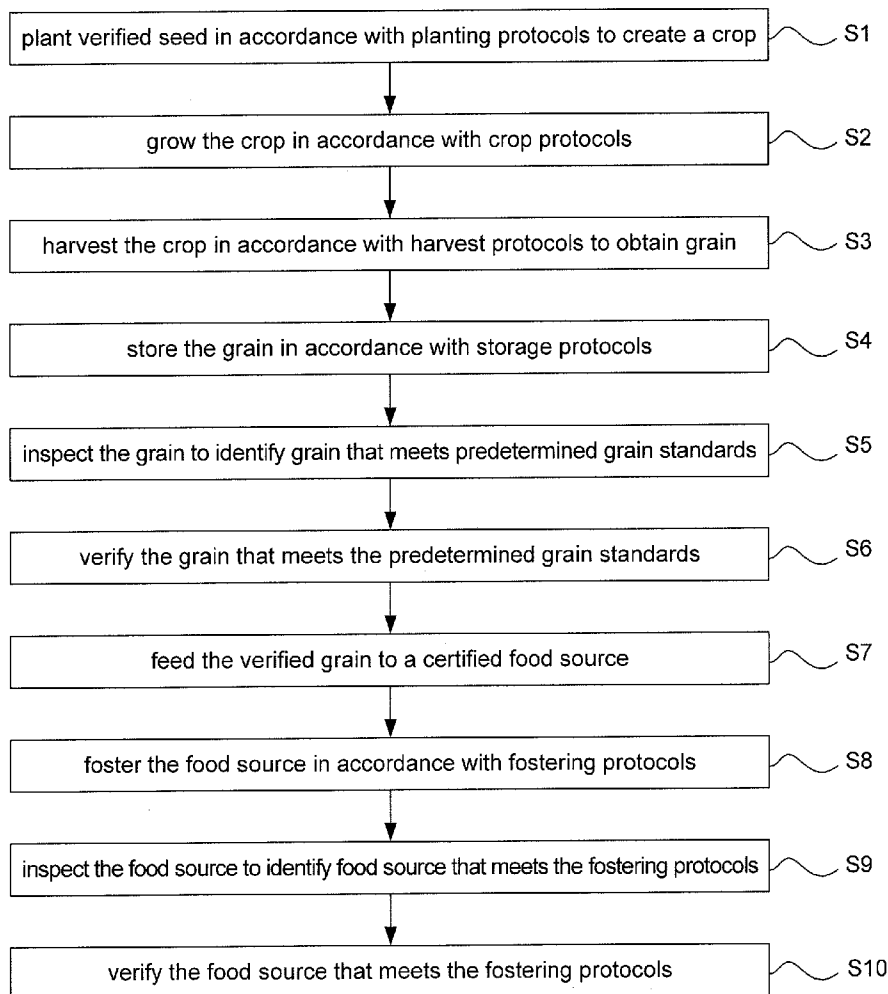 plant verified seed in accordance with planting protocols to create a crop S1
grow the crop in accordance with crop protocols S2
harvest the crop in accordance with harvest protocols to obtain grain S3
store the grain in accordance with storage protocols S4
inspect the grain to identify grain that meets predetermined grain standards S5
verify the grain that meets the predetermined grain standards S6
feed the verified grain to a certified food source S7
foster the food source in accordance with fostering protocols S8
inspect the food source to identify food source that meets the fostering protocols S9
verify the food source that meets the fostering protocols S10